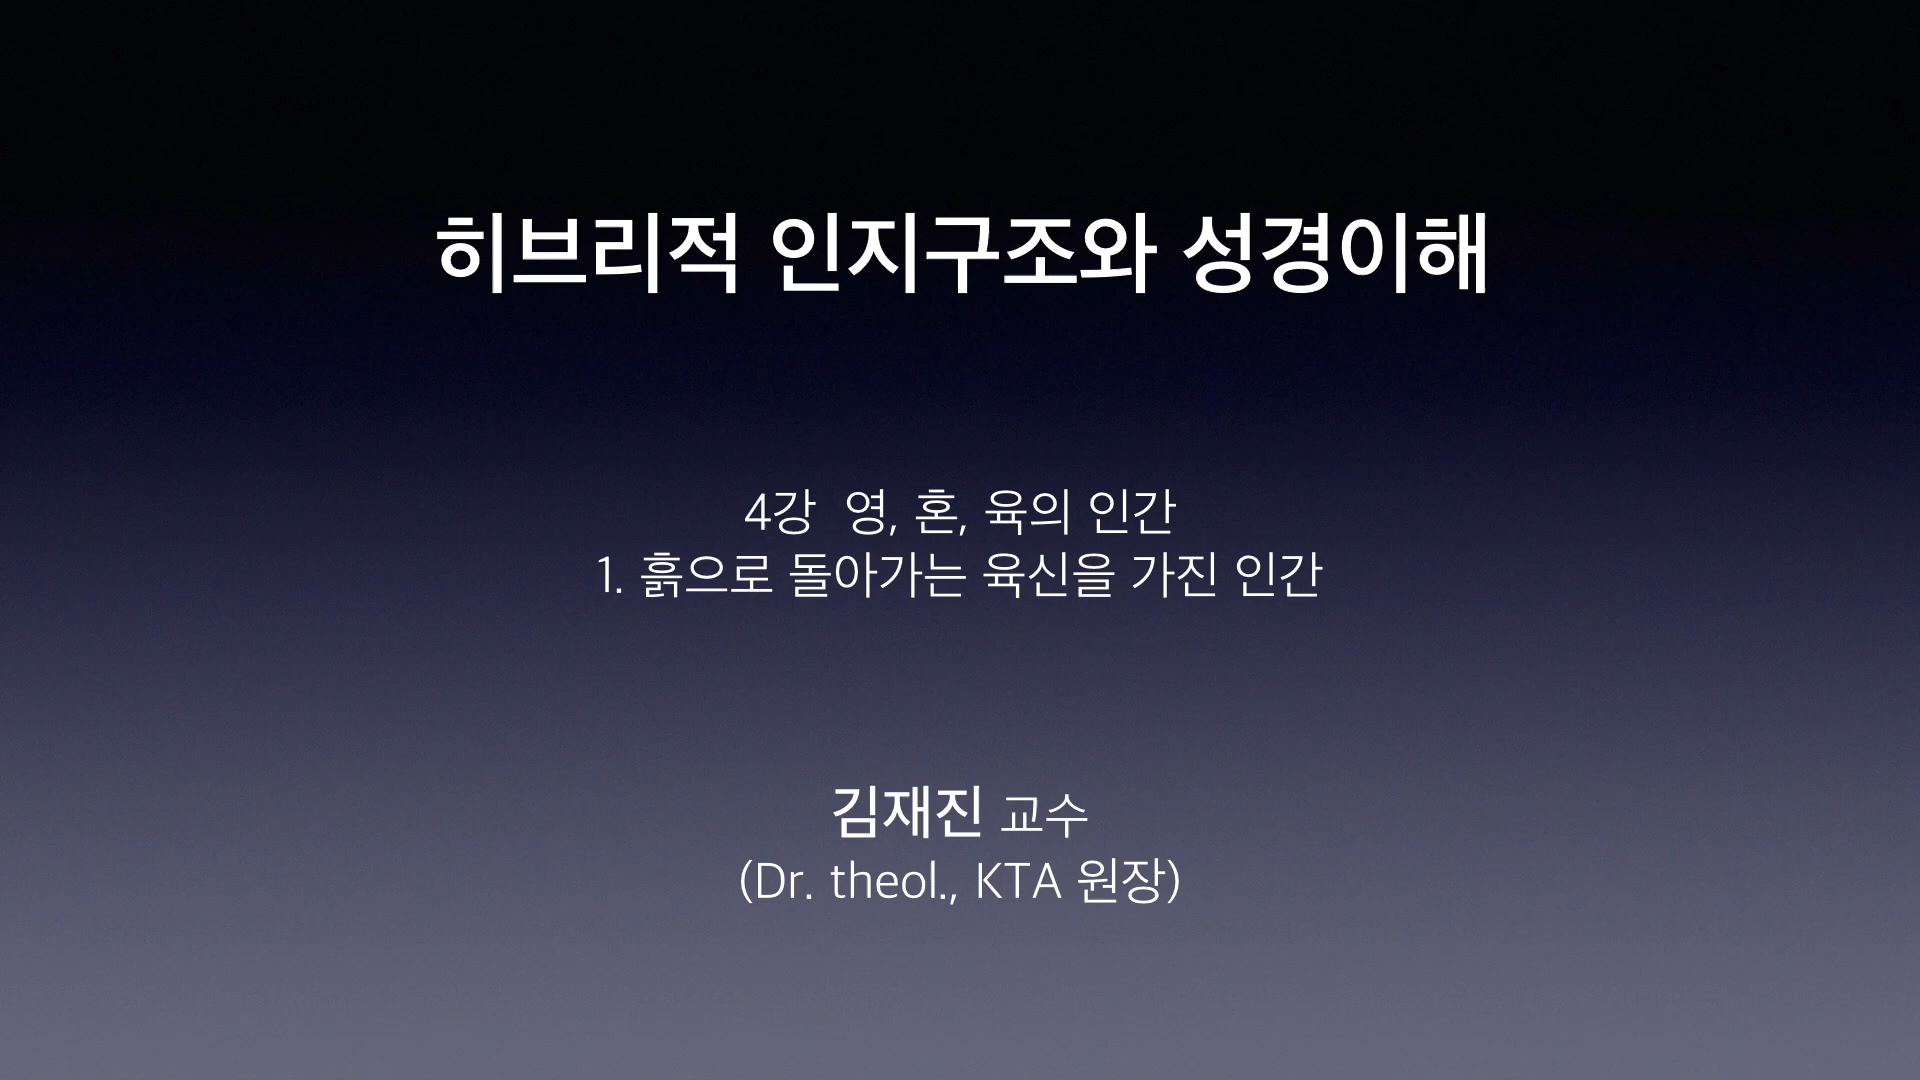 히브리적 인지구조와 성경이해
4강 영, 혼, 육의 인간
1. 흙으로 돌아가는 육신을 가진 인간
김재진 교수
(Dr. theol., KTA 원장)